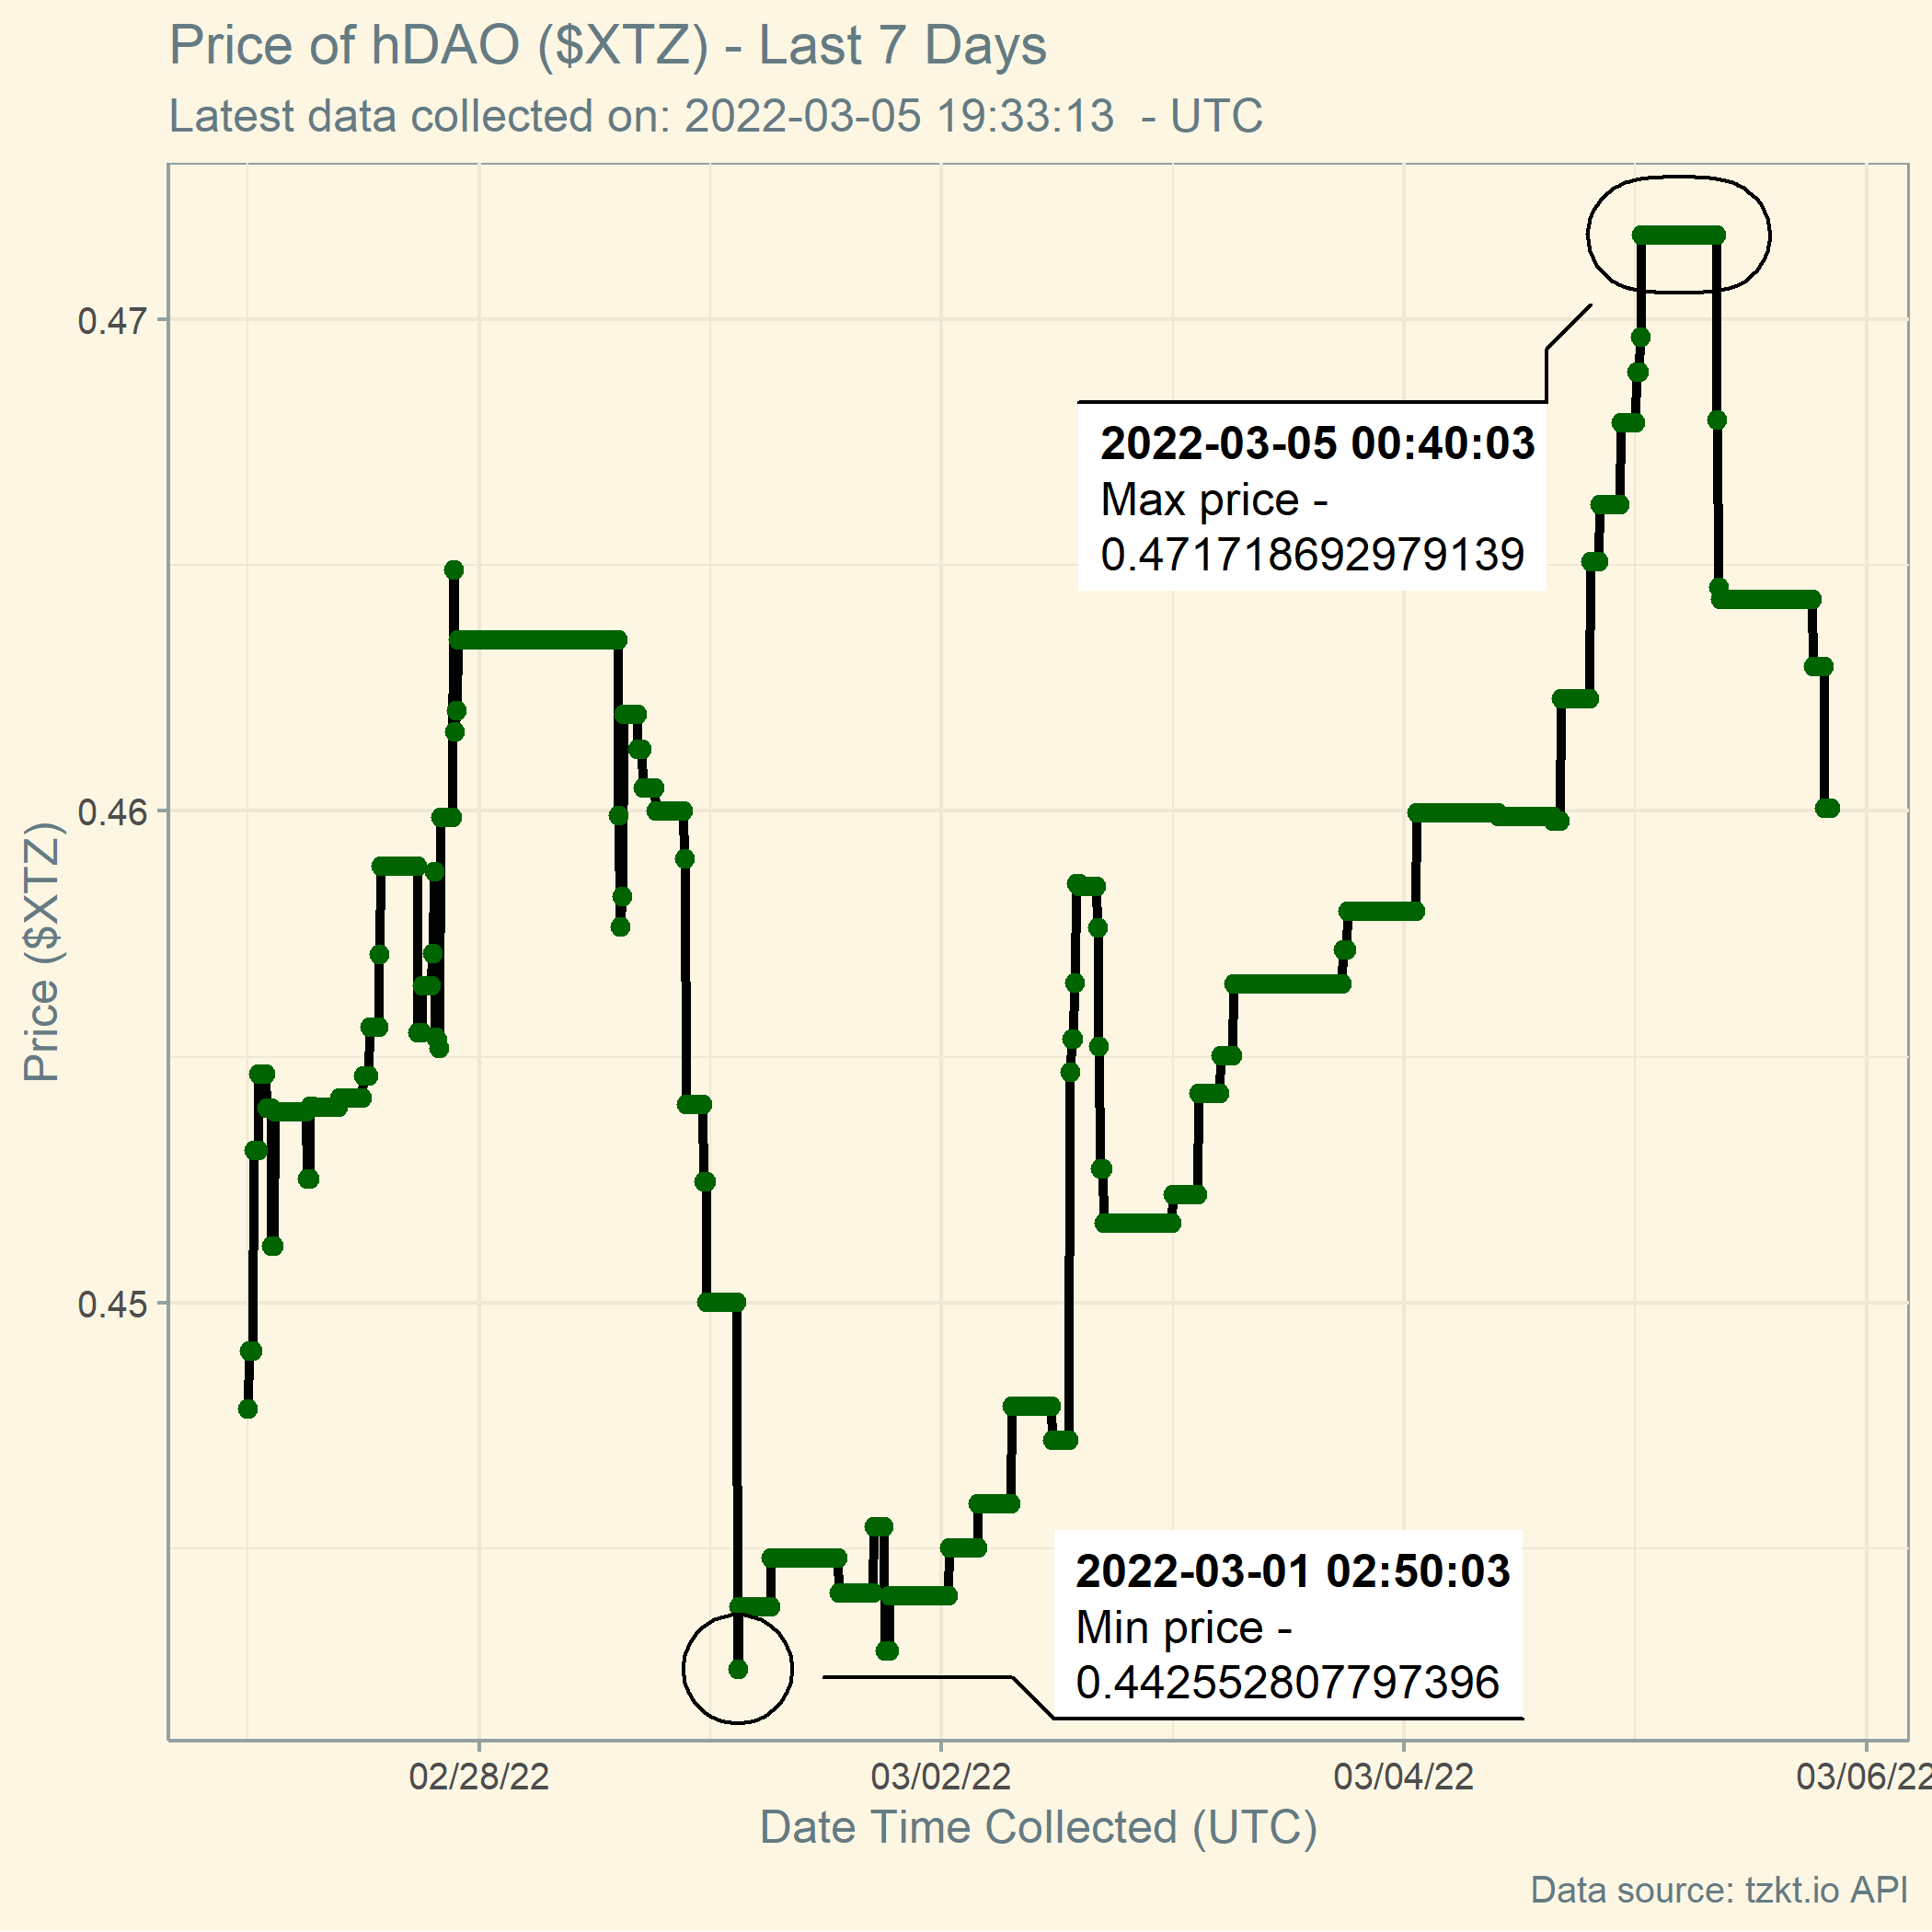 Price of hDAO ($XTZ) - Last 7 Days
Latest data collected on: 2022-03-05 19:33:13  - UTC
0.47
0.46
0.45
Price ($XTZ)
2022-03-05 00:40:03
Max price -
0.471718692979139
2022-03-01 02:50:03
Min price -
0.442552807797396
02/28/22
03/02/22
03/04/22
03/06/22
Date Time Collected (UTC)
Data source: tzkt.io API